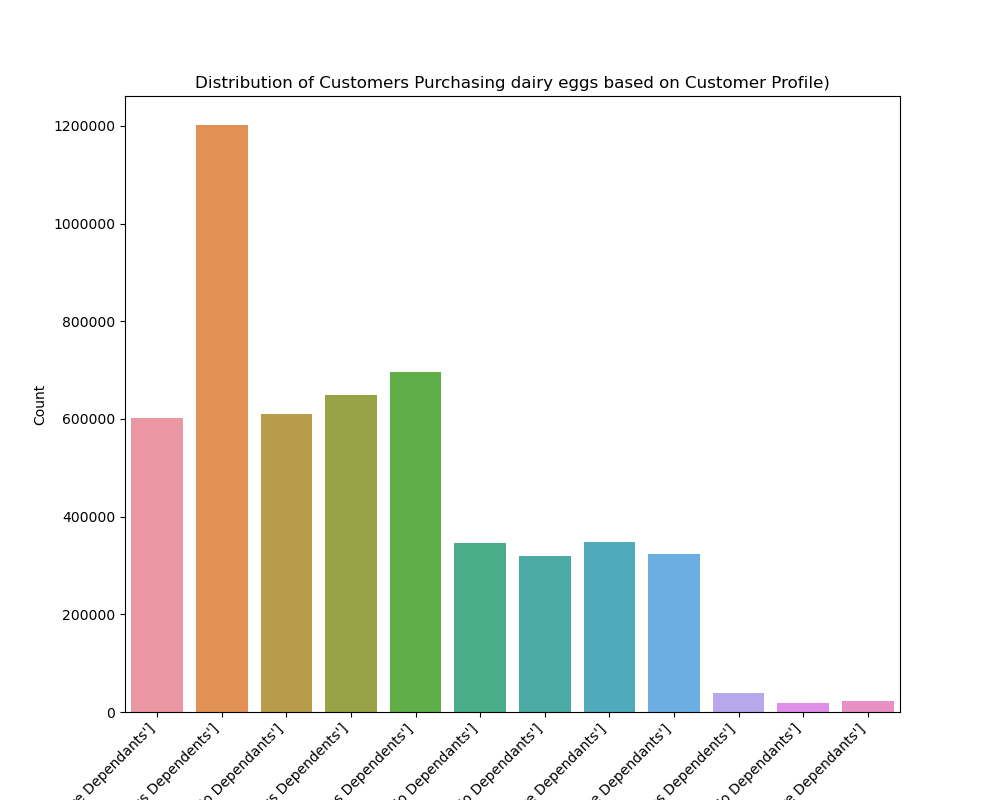 Distribution of Customers Purchasing dairy eggs based on Customer Profile)
1200000
1000000
800000
600000
400000
200000
0
Count
Dependants']
Dependents']
Dependants']
Dependents']
Dependents']
Dependants']
Dependants']
Dependants']
Dependants']
Dependents']
Dependants']
Dependants']